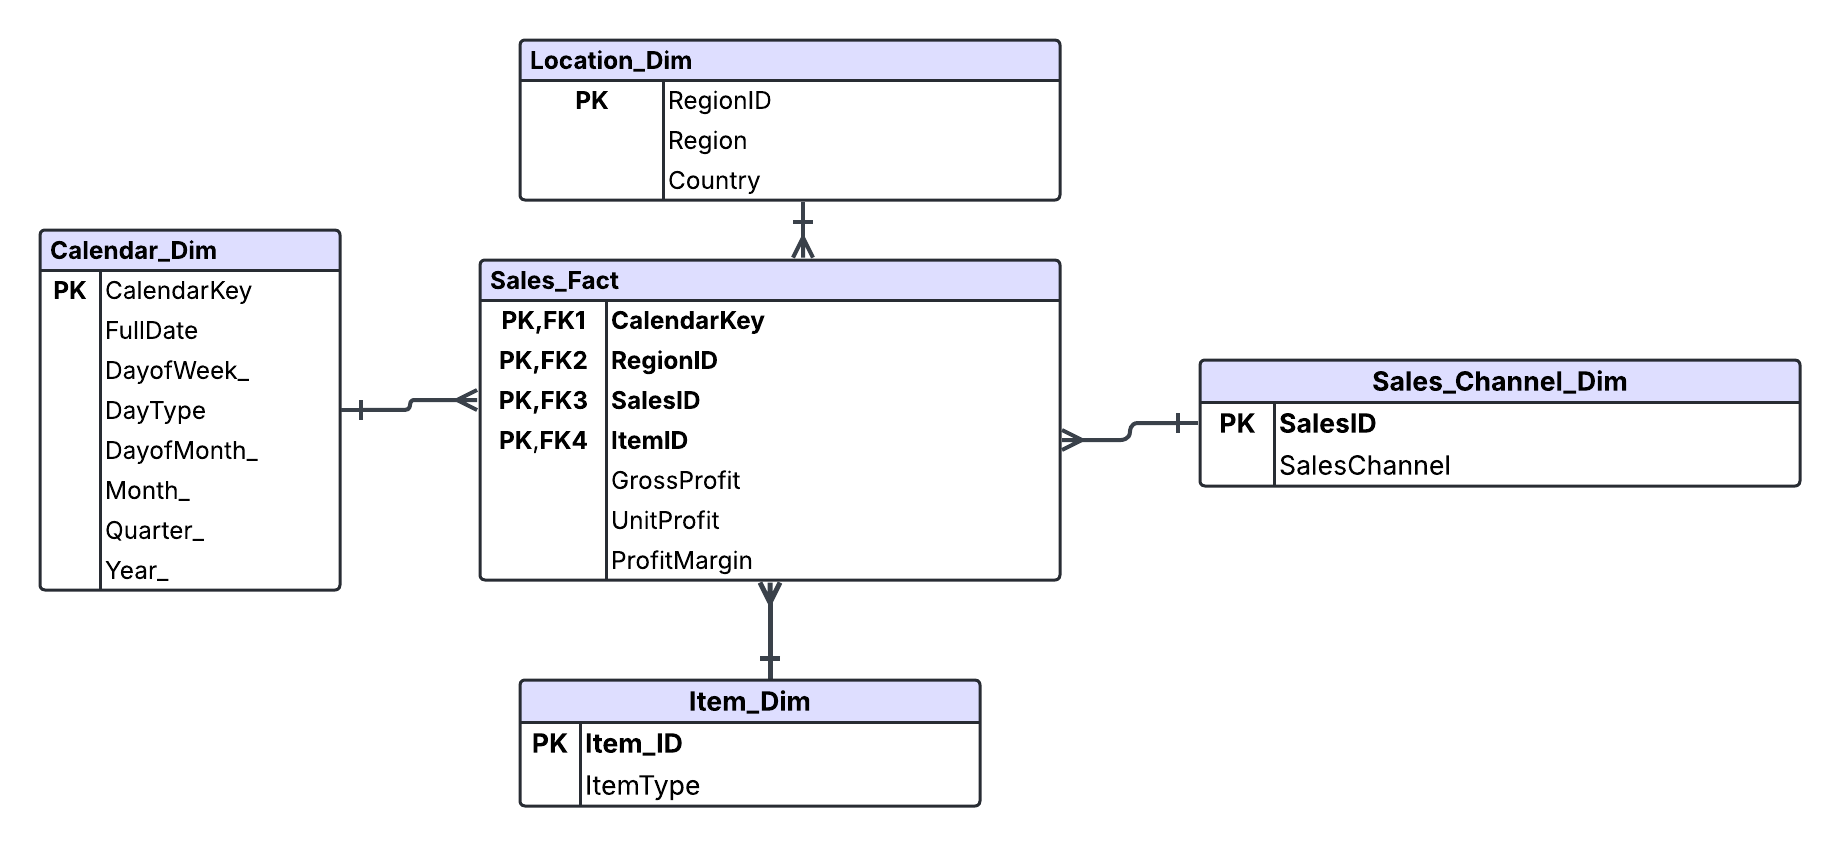 Location_Dim
PK RegionID
Region
Country
Calendar_Dim
PK CalendarKey
FullDate
DayofWeek_
DayType
DayofMonth_
Month_
Quarter_
Year_
Sales_Fact
PK,FK1 CalendarKey
PK,FK2 RegionID
PK,FK3 SalesID
PK,FK4 ItemID
GrossProfit
UnitProfit
ProfitMargin
Sales_Channel_Dim
PK SalesID
SalesChannel
Item_Dim
PK Item_ID
ItemType